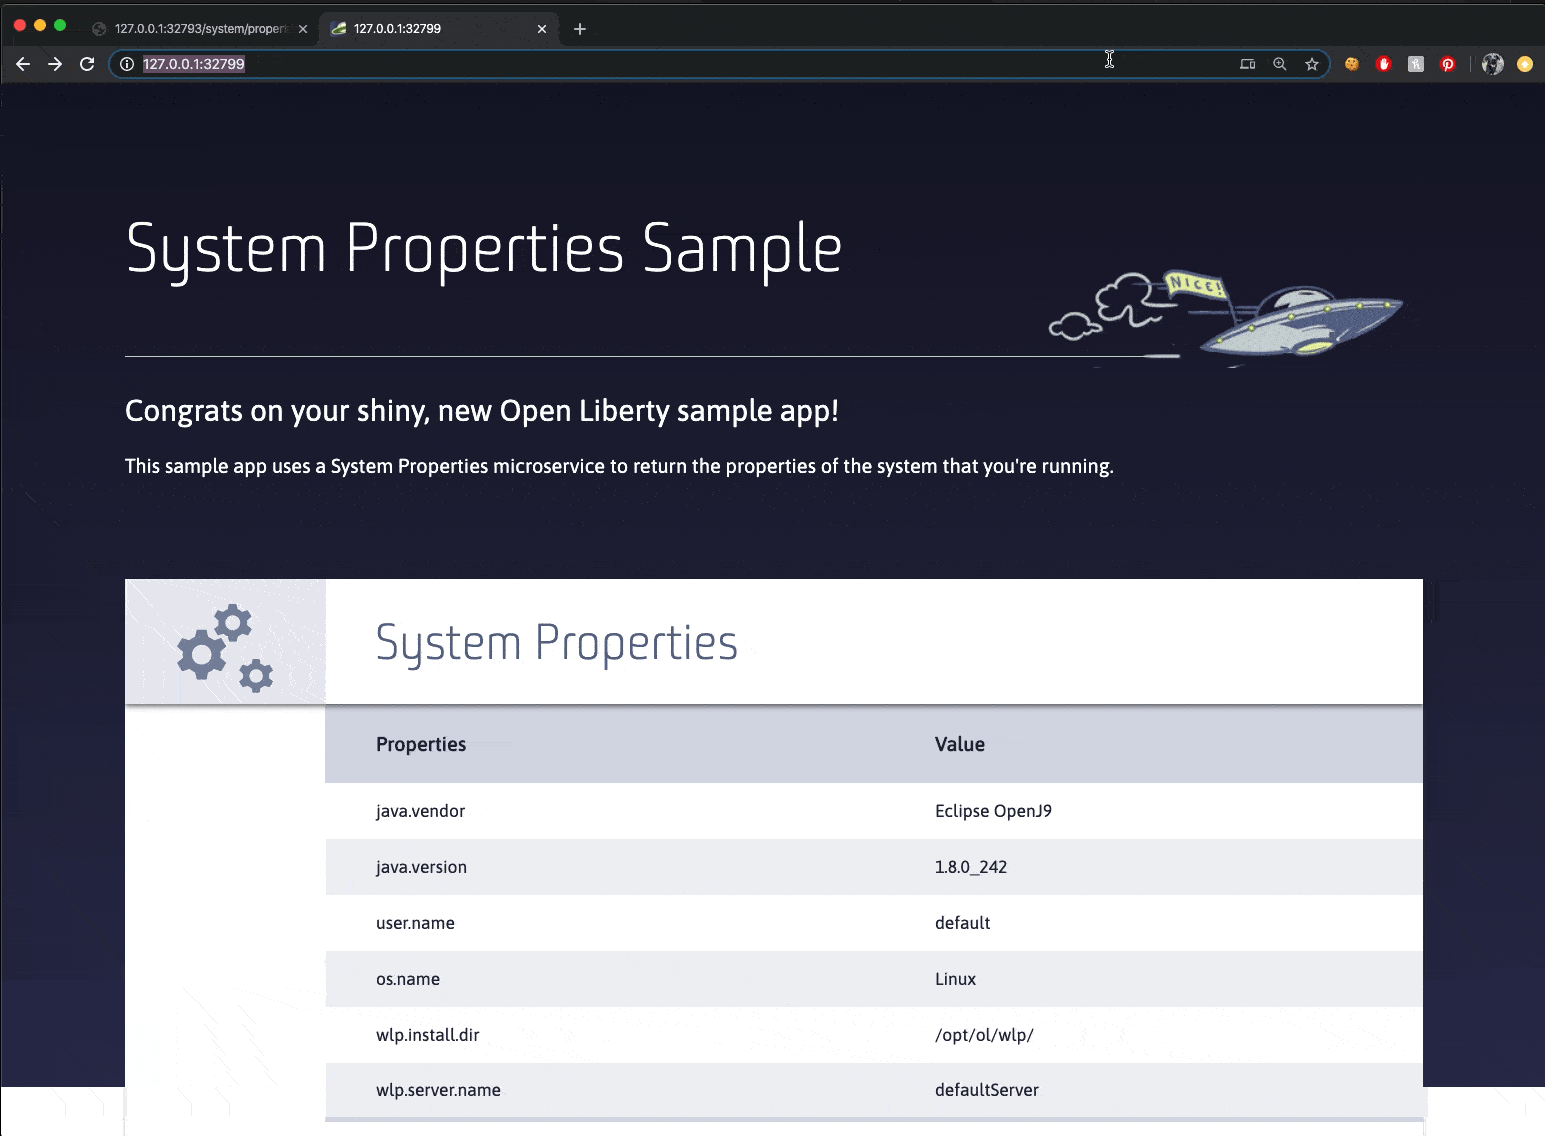 127.0.0.1:32793/system/proper
127.0.0.1:32799
127.0.0.1:32799
System Properties Sample
NICE!
Congrats on your shiny, new Open Liberty sample app!
This sample app uses a System Properties microservice to return the properties of the system that you're running.
System Properties
Properties Value
java.vendor Eclipse OpenJ9
java.version 1.8.0_242
user.name default
os.name Linux
wlp.install.dir /opt/ol/wlp/
wlp.server.name defaultServer